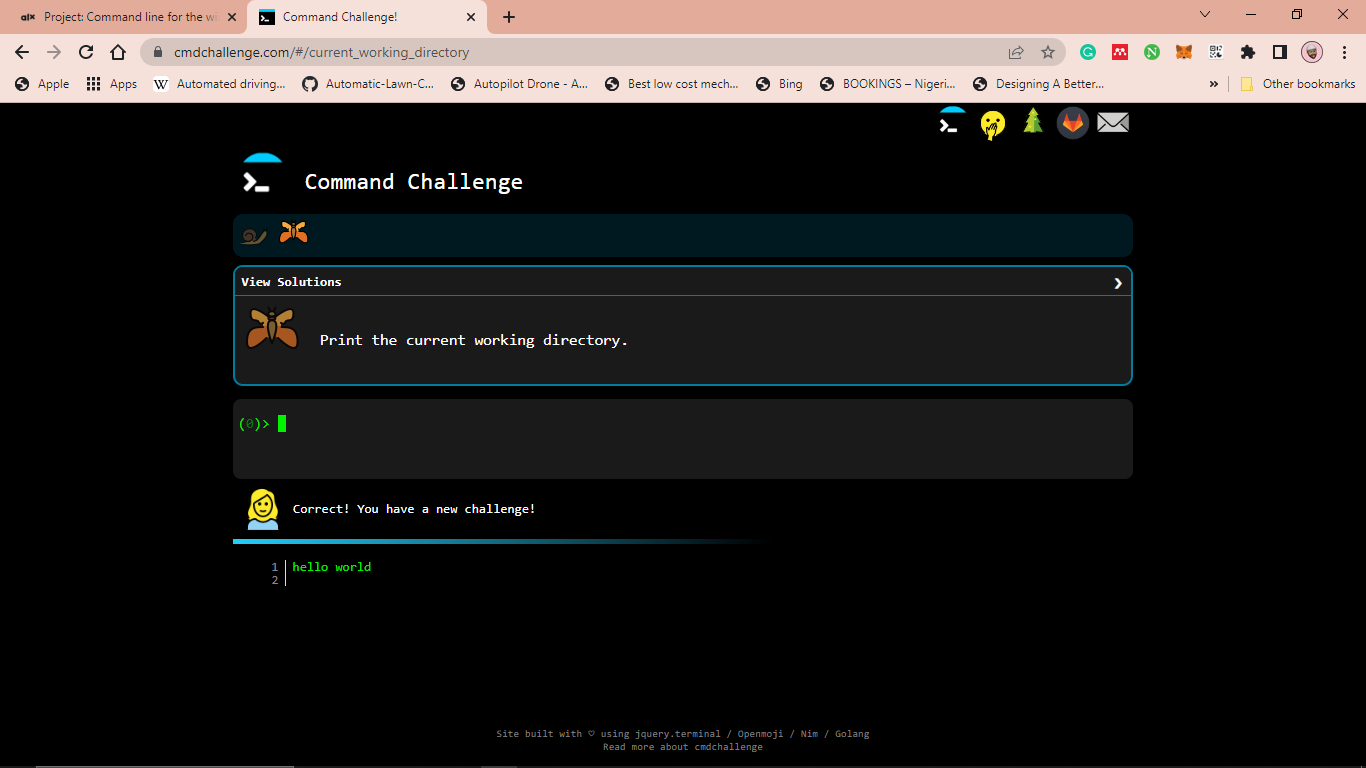 alx Project: Command line for the wi
Command Challenge!
cmdchallenge.com/#/current_working_directory
Apple Apps Automated driving... Automatic-Lawn-C... Autopilot Drone - A... Best low cost mech... Bing BOOKINGS – Nigeri... Designing A Better... » Other bookmarks
Command Challenge
View Solutions
Print the current working directory.
(0)>
Correct! You have a new challenge!
1 hello world
2
Site built with ♡ using jquery.terminal / Openmoji / Nim / Golang
Read more about cmdchallenge